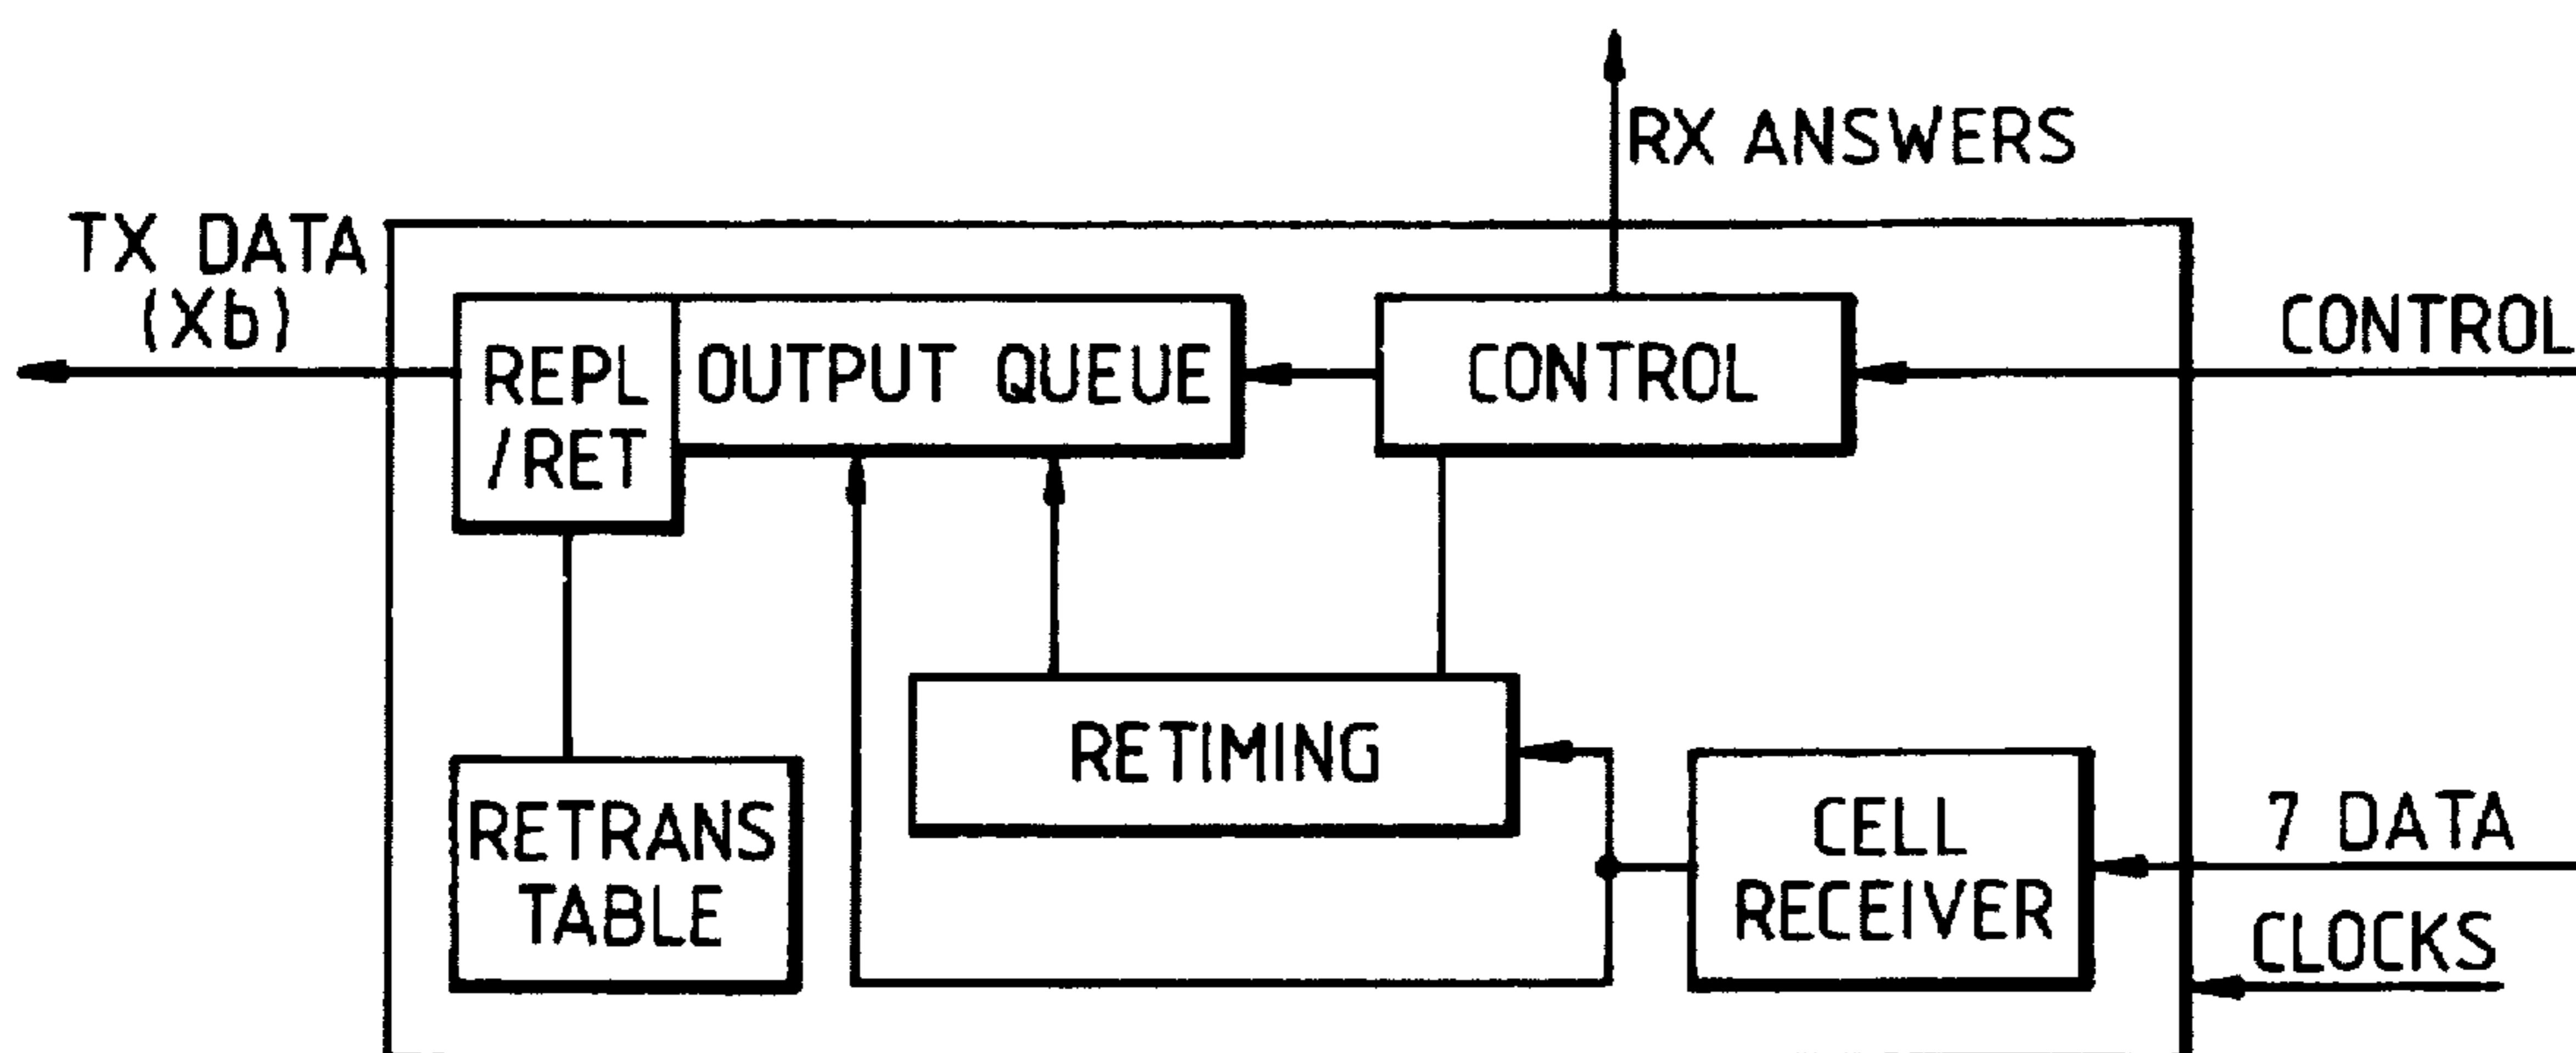 RX ANSWERS
TX DATA
(Xb)
CONTROL
REPL
/RET
OUTPUT QUEUE
CONTROL
RETIMING
RETRANS
TABLE
CELL
RECEIVER
7 DATA
CLOCKS